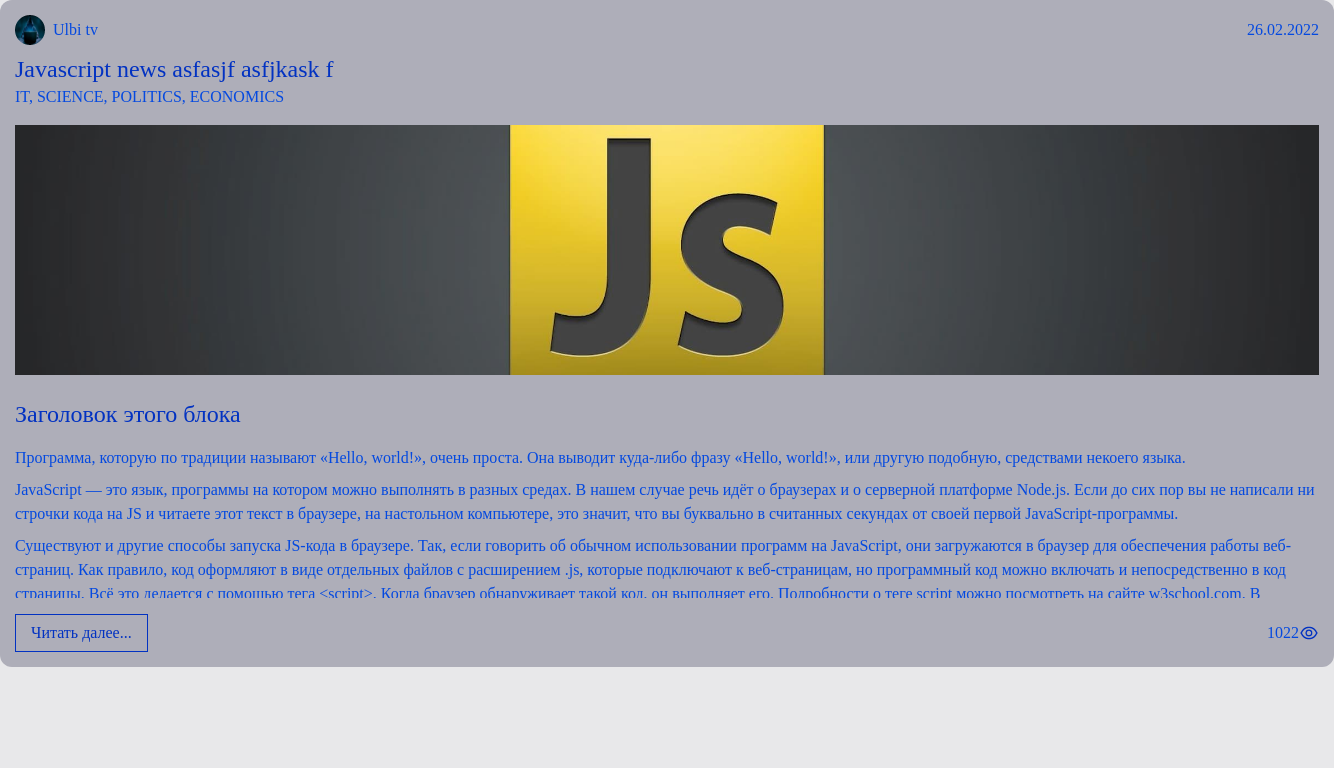 Ulbi tv
26.02.2022
Javascript news asfasjf asfjkask f
IT, SCIENCE, POLITICS, ECONOMICS
Js
Заголовок этого блока
Программа, которую по традиции называют «Hello, world!», очень проста. Она выводит куда-либо фразу «Hello, world!», или другую подобную, средствами некоего языка.
JavaScript — это язык, программы на котором можно выполнять в разных средах. В нашем случае речь идёт о браузерах и о серверной платформе Node.js. Если до сих пор вы не написали ни
строчки кода на JS и читаете этот текст в браузере, на настольном компьютере, это значит, что вы буквально в считанных секундах от своей первой JavaScript-программы.
Существуют и другие способы запуска JS-кода в браузере. Так, если говорить об обычном использовании программ на JavaScript, они загружаются в браузер для обеспечения работы веб-
страниц. Как правило, код оформляют в виде отдельных файлов с расширением .js, которые подключают к веб-страницам, но программный код можно включать и непосредственно в код
страницы. Всё это делается с помощью тега <script>. Когда браузер обнаруживает такой код, он выполняет его. Подробности о теге script можно посмотреть на сайте w3school.com. В
Читать далее...
1022